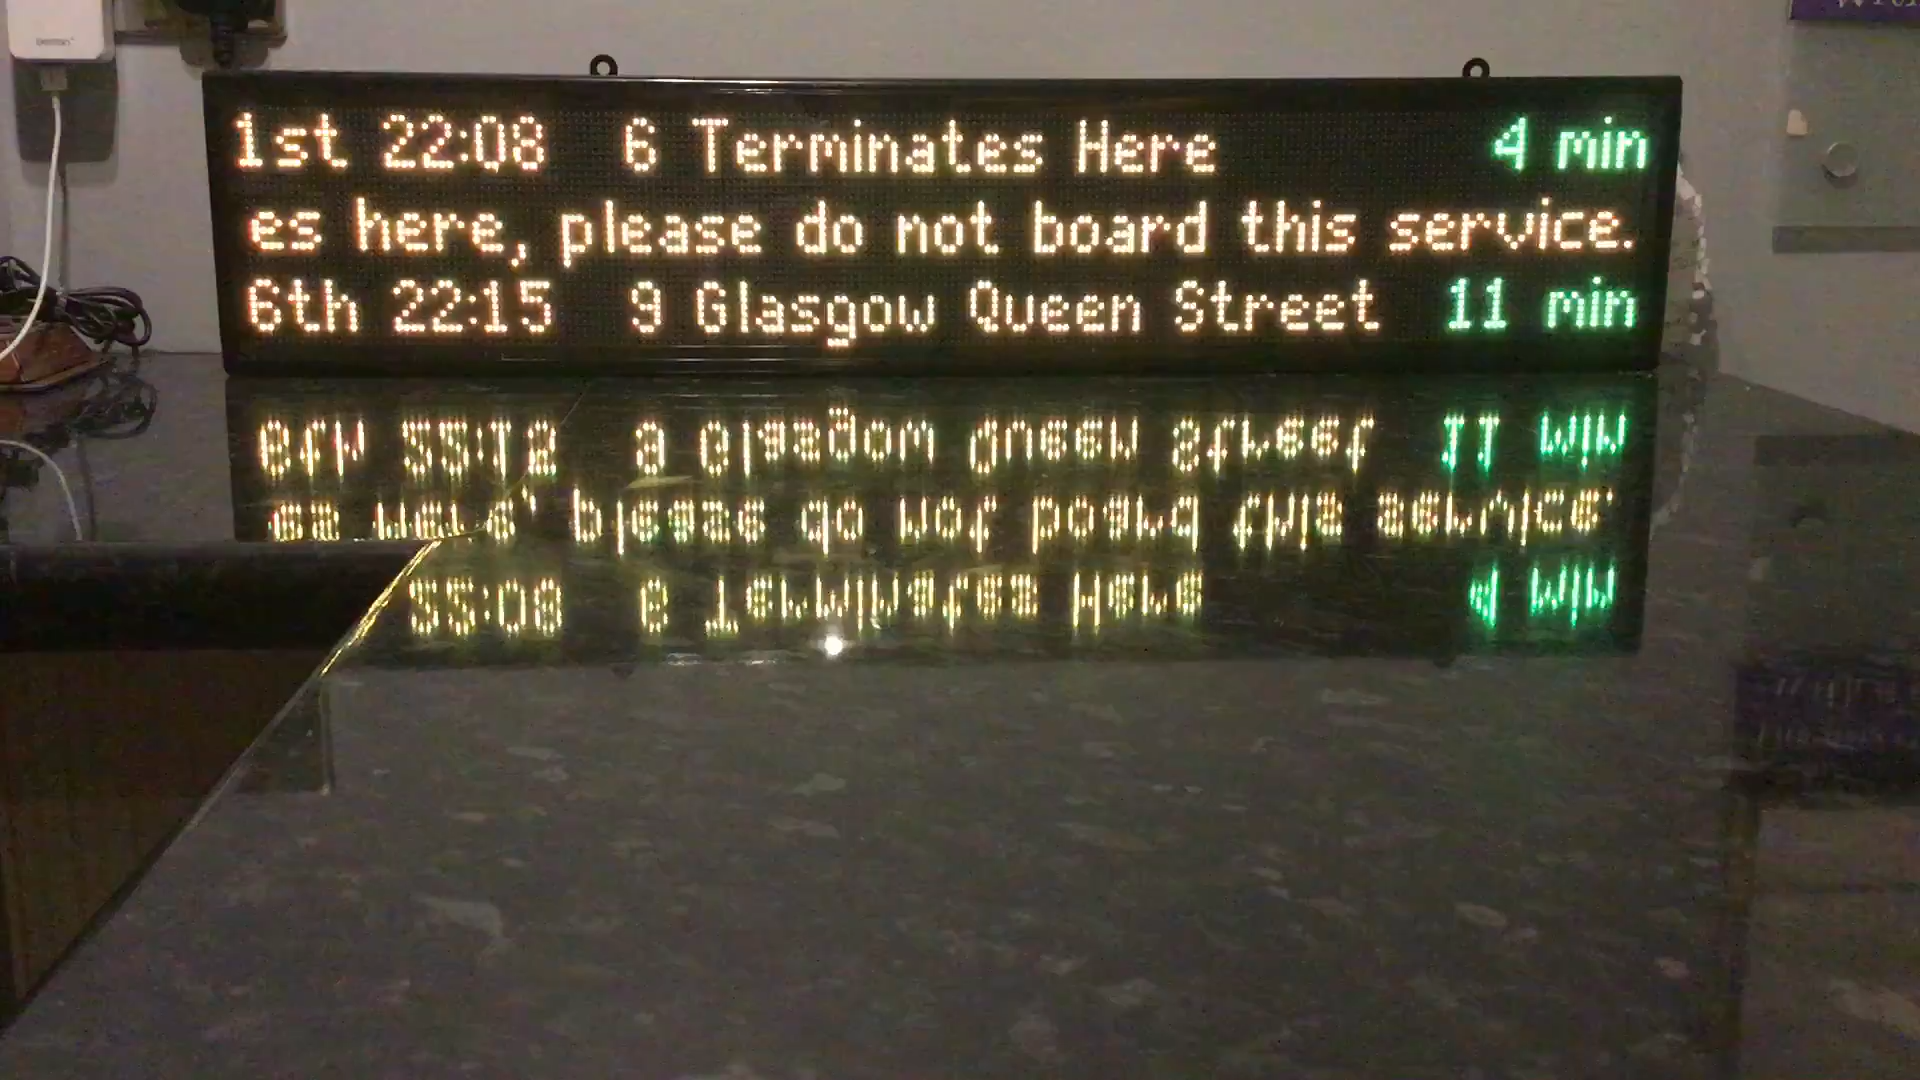 1st 22:08 6 Terminates Here 4 min
es here, please do not board this service.
6th 22:15 9 Glasgow Queen Street 11 min